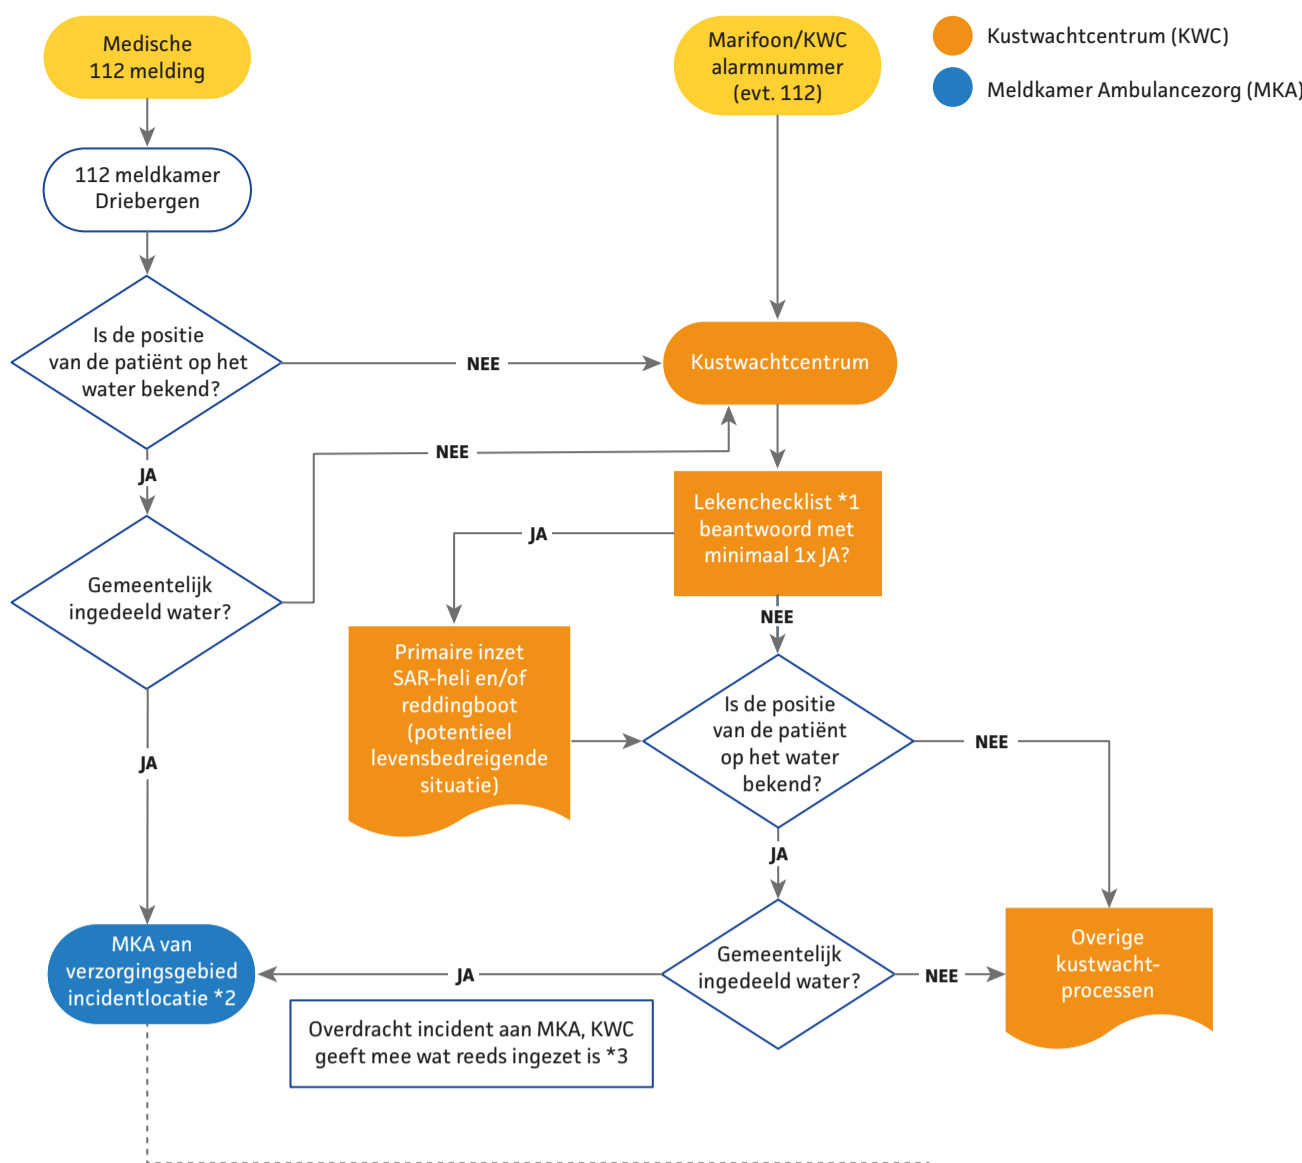 Medische
112 melding
Marifoon/KWC
alarmnummer
(evt. 112)
Kustwachtcentrum (KWC)
Meldkamer Ambulancezorg (MKA)
112 meldkamer
Driebergen
Is de positie
van de patiënt op het
water bekend?
NEE
Kustwachtcentrum
JA
NEE
Lekenchecklist *1
beantwoord met
minimaal 1x JA?
JA
NEE
Gemeentelijk
ingedeeld water?
Primaire inzet
SAR-heli en/of
reddingboot
(potentieel
levensbedreigende
situatie)
Is de positie
van de patiënt
op het water
bekend?
NEE
JA
JA
MKA van
verzorgingsgebied
incidentlocatie *2
JA
Gemeentelijk
ingedeeld water?
NEE
Overige
kustwacht-
processen
Overdracht incident aan MKA, KWC
geeft mee wat reeds ingezet is *3